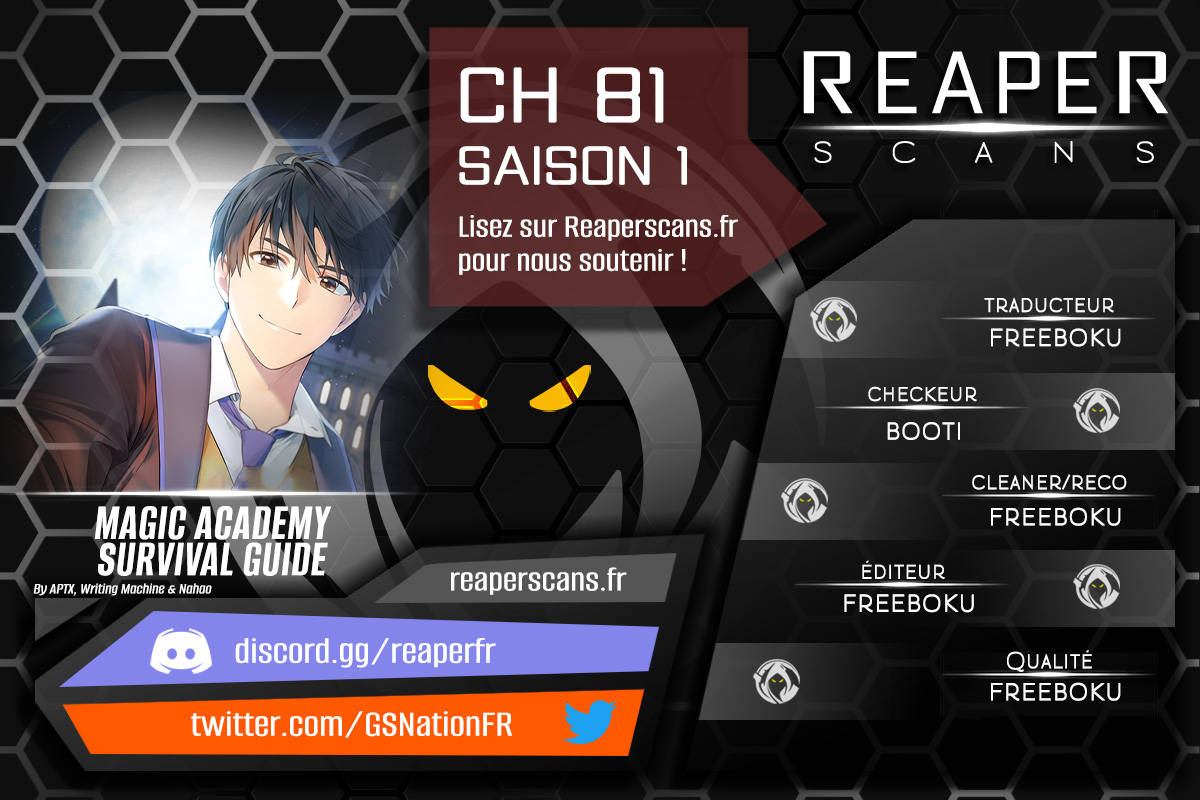 CH 81
SAISON 1
Lisez sur Reaperscans.fr
pour nous soutenir !
REAPER
SCANS
TRADUCTEUR
FREEBOKU
CHECKEUR
BOOTI
CLEANER/RECO
FREEBOKU
ÉDITEUR
FREEBOKU
QUALITÉ
FREEBOKU
MAGIC ACADEMY
SURVIVAL GUIDE
By APTX, Writing Machine & Nahao
reaperscans.fr
discord.gg/reaperfr
twitter.com/GSNationFR